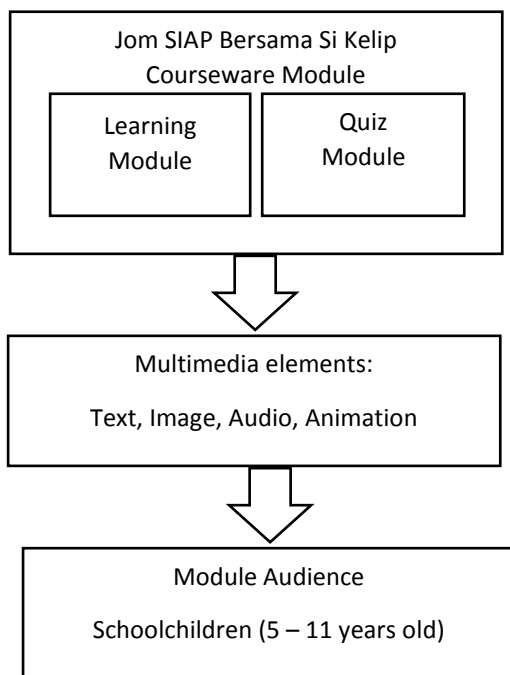 Jom SIAP Bersama Si Kelip
Courseware Module
Learning
Module
Quiz
Module
Multimedia elements:
Text, Image, Audio, Animation
Module Audience
Schoolchildren (5 – 11 years old)